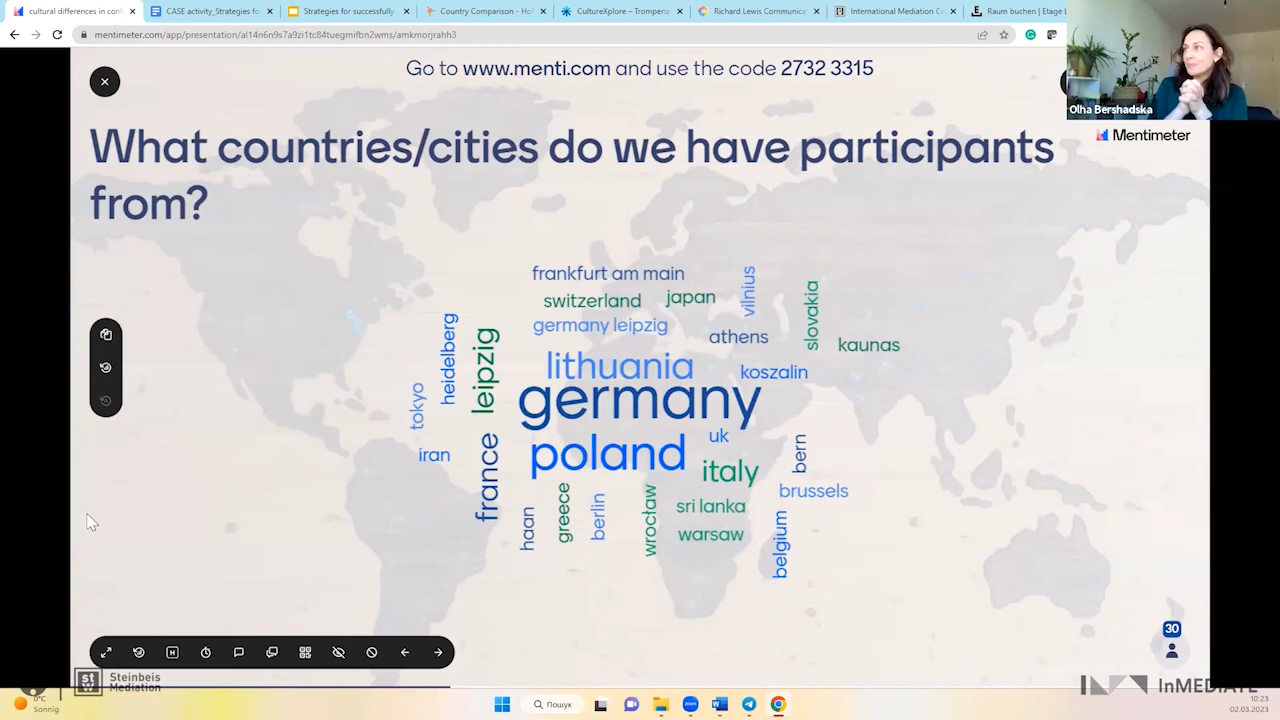 cultural differences in conf
CASE activity_Strategies fo
Strategies for successfully
Country Comparison - Ho
CultureXplore – Trompena
Richard Lewis Communica
International Mediation Co
Raum buchen | Etage L
mentimeter.com/app/presentation/al14n6n9s7a9zi1tc84tuegmifbn2wms/amkmorjrahh3
Go to www.menti.com and use the code 2732 3315
Olha Bershadska
Mentimeter
What countries/cities do we have participants
from?
frankfurt am main
vilnius
switzerland
japan
slovakia
germany leipzig
athens
kaunas
heidelberg
leipzig
lithuania
koszalin
tokyo
germany
iran
france
poland
uk
bern
italy
brussels
haan
greece
berlin
wrocław
sri lanka
warsaw
belgium
30
Steinbeis
Mediation
InMEDIATE
0°C
Sonnig
Пошук
10:23
02.03.2023